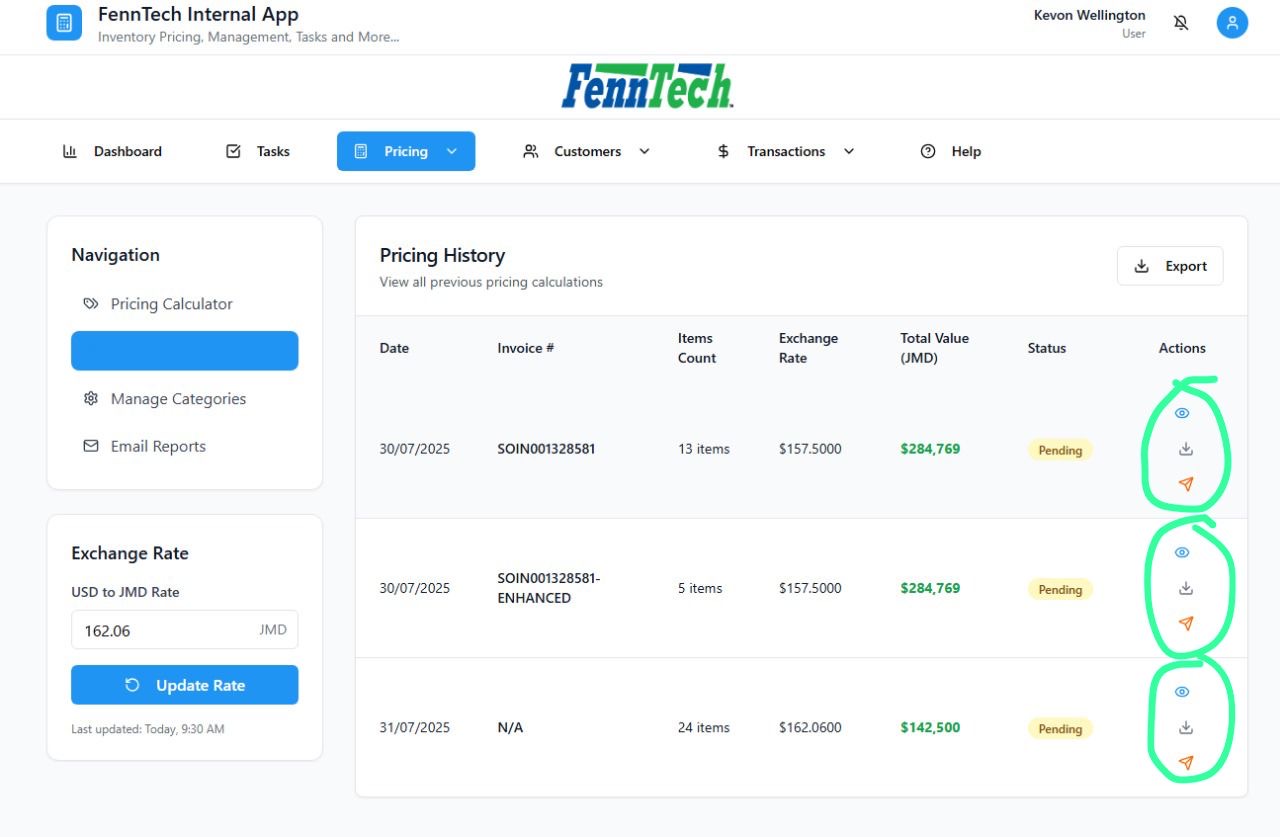 FennTech Internal App
Inventory Pricing, Management, Tasks and More...
Kevon Wellington
User
FennTech.
Dashboard
Tasks
Pricing
Customers
Transactions
Help
Navigation
Pricing Calculator
Manage Categories
Email Reports
Exchange Rate
USD to JMD Rate
162.06 JMD
Update Rate
Last updated: Today, 9:30 AM
Pricing History
View all previous pricing calculations
Export
Date Invoice # Items Count Exchange Rate Total Value (JMD) Status Actions
30/07/2025 SOIN001328581 13 items $157.5000 $284,769 Pending
30/07/2025 SOIN001328581-ENHANCED 5 items $157.5000 $284,769 Pending
31/07/2025 N/A 24 items $162.0600 $142,500 Pending